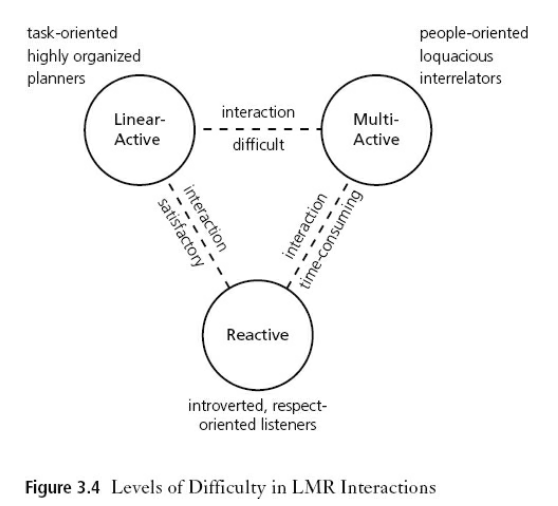 task-oriented
highly organized
planners
people-oriented
loquacious
interrelators
Linear-
Active
interaction
difficult
Multi-
Active
interaction
satisfactory
interaction
time-consuming
Reactive
introverted, respect-
oriented listeners
Figure 3.4 Levels of Difficulty in LMR Interactions